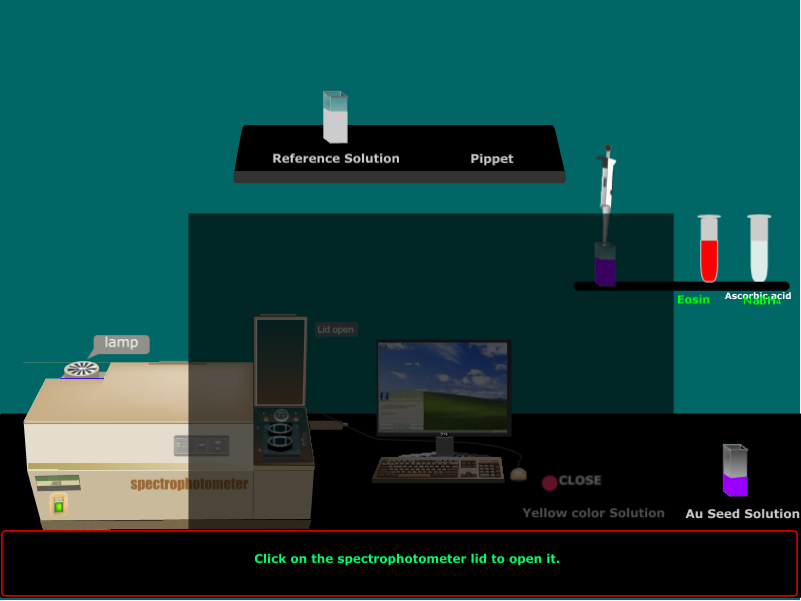 Reference Solution
Pippet
Eosin
Ascorbic acid
Lid open
lamp
CLOSE
spectrophotometer
Yellow color Solution
Au Seed Solution
Click on the spectrophotometer lid to open it.